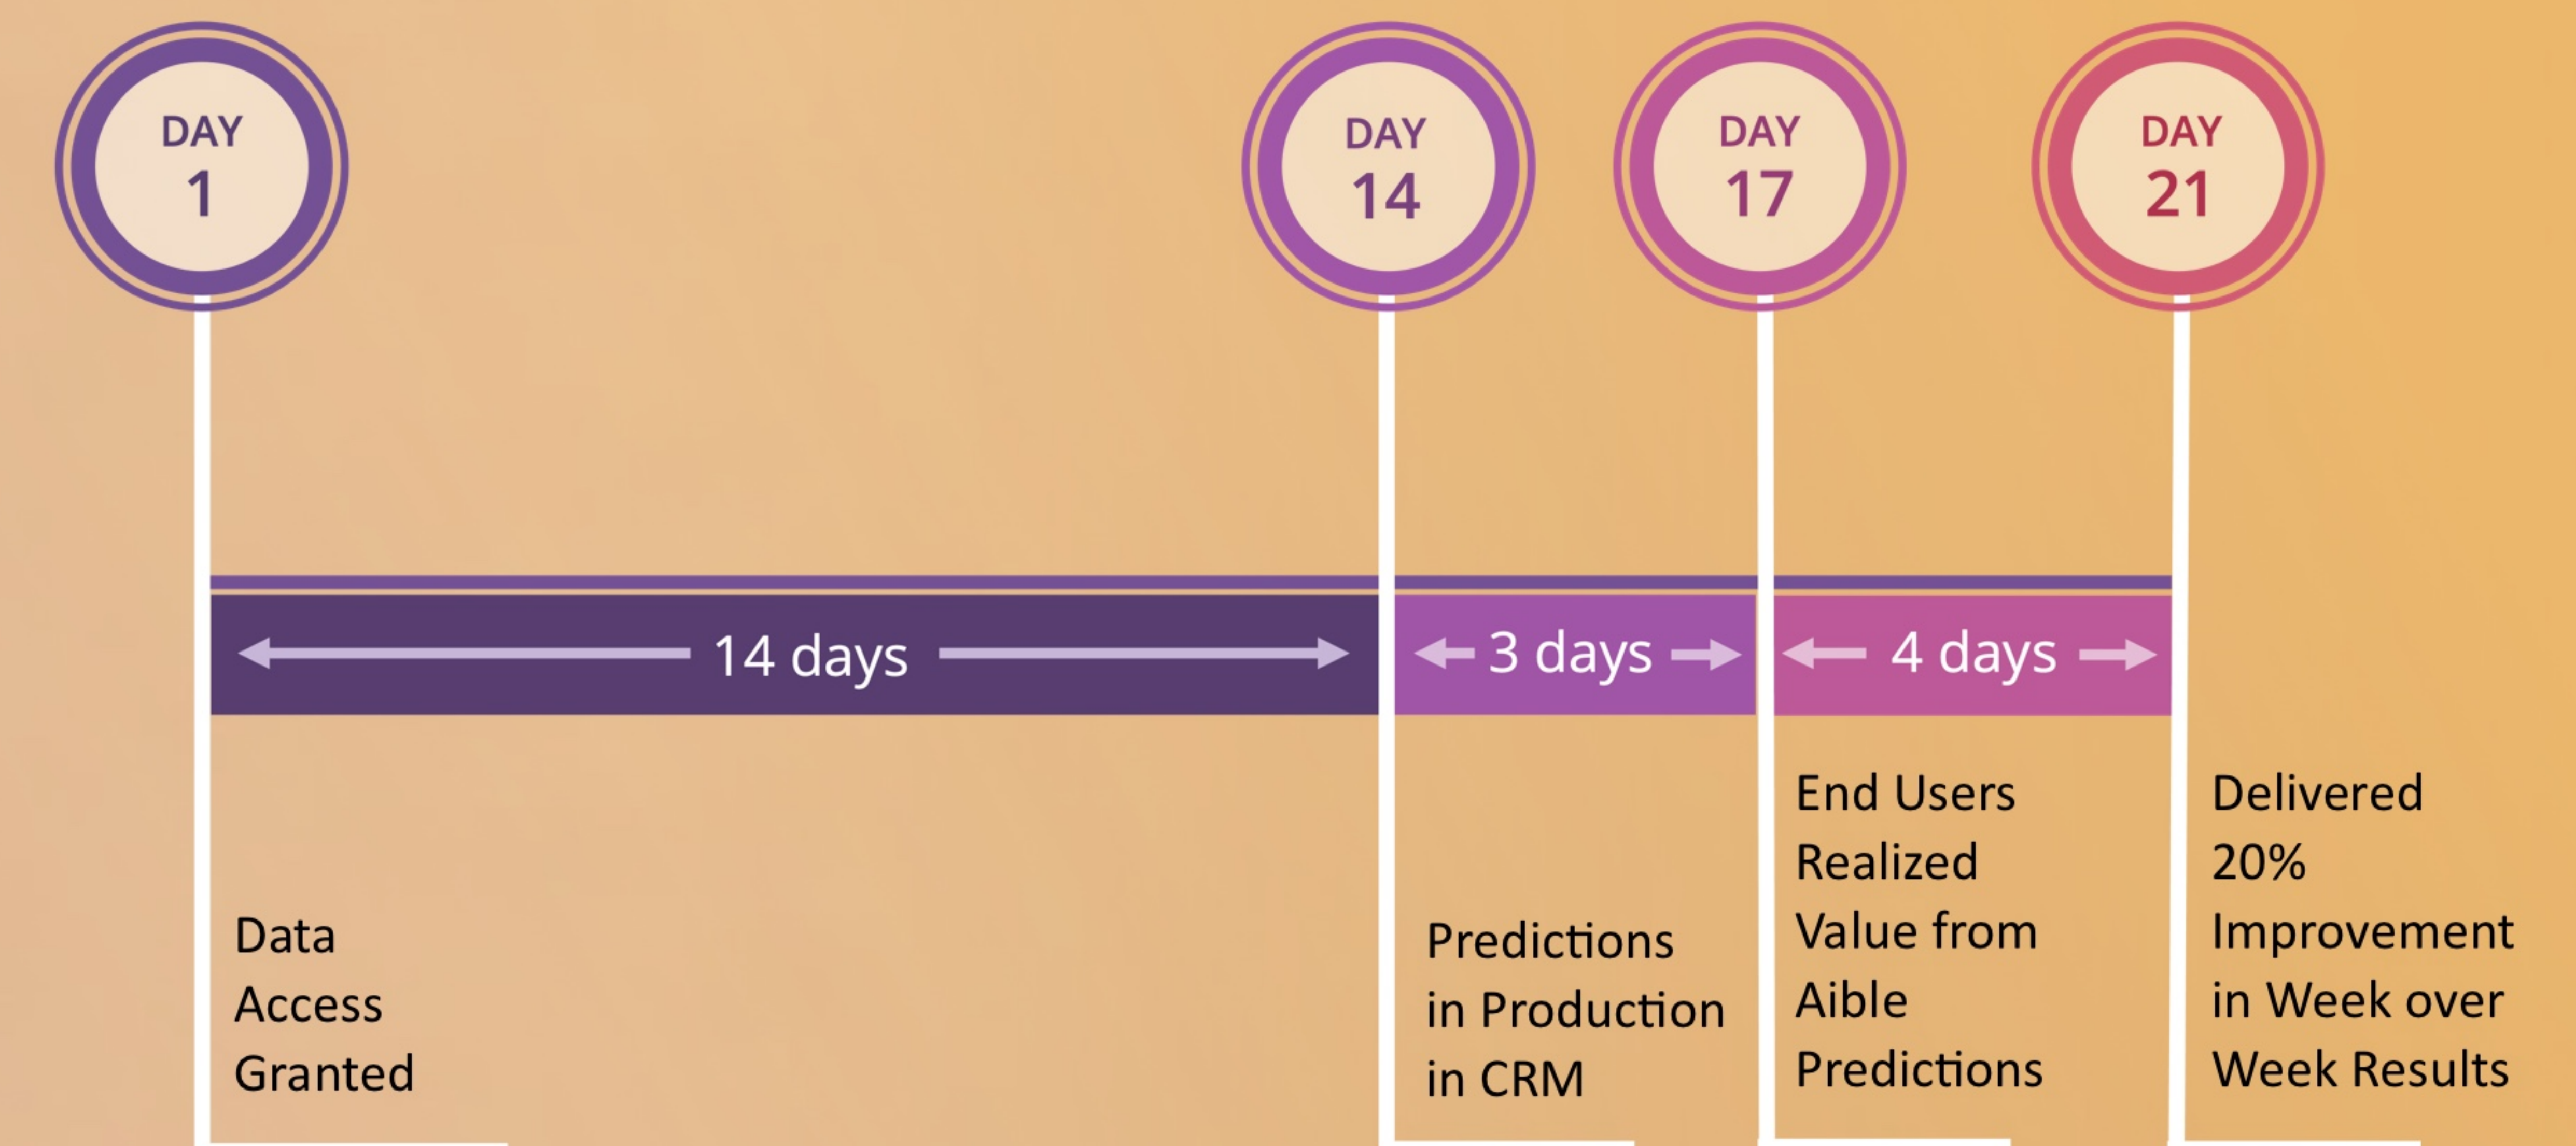 DAY
1
DAY
14
DAY
17
DAY
21
14 days
3 days
4 days
Data
Access
Granted
Predictions
in Production
in CRM
End Users
Realized
Value from
Aible
Predictions
Delivered
20%
Improvement
in Week over
Week Results